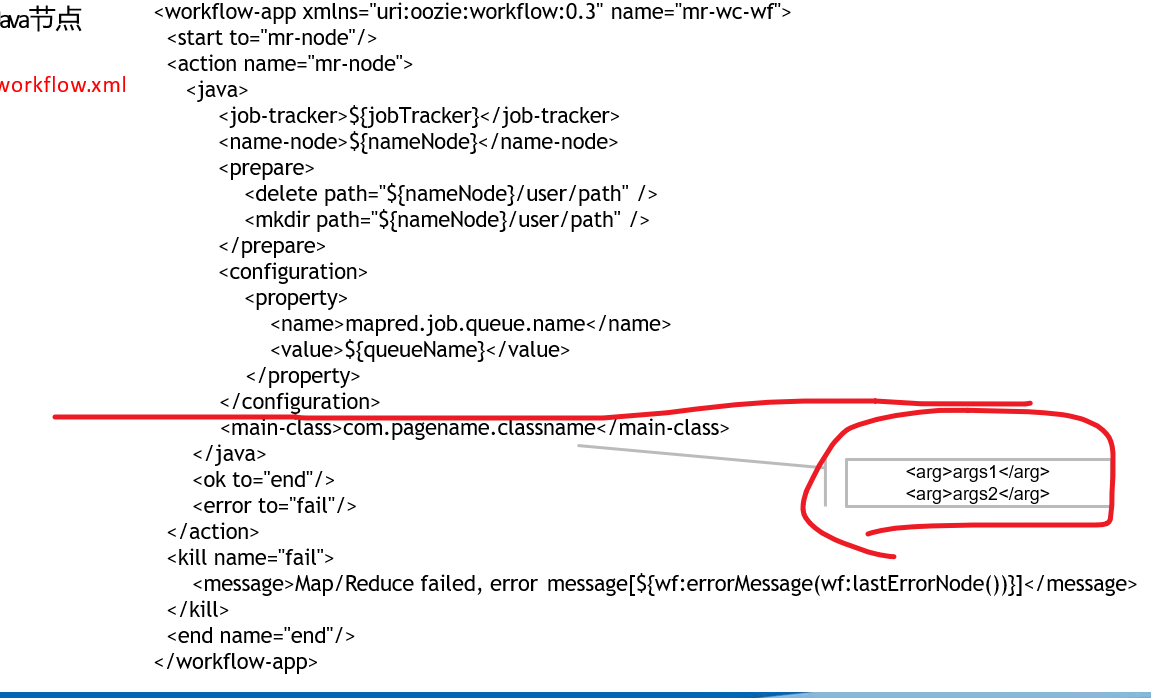 ava节点
workflow.xml
<workflow-app xmlns="uri:oozie:workflow:0.3" name="mr-wc-wf">
<start to="mr-node"/>
<action name="mr-node">
<java>
<job-tracker>${jobTracker}</job-tracker>
<name-node>${nameNode}</name-node>
<prepare>
<delete path="${nameNode}/user/path" />
<mkdir path="${nameNode}/user/path" />
</prepare>
<configuration>
<property>
<name>mapred.job.queue.name</name>
<value>${queueName}</value>
</property>
</configuration>
<main-class>com.pagename.classname</main-class>
<arg>args1</arg>
<arg>args2</arg>
</java>
<ok to="end"/>
<error to="fail"/>
</action>
<kill name="fail">
<message>Map/Reduce failed, error message[${wf:errorMessage(wf:lastErrorNode())}]</message>
</kill>
<end name="end"/>
</workflow-app>